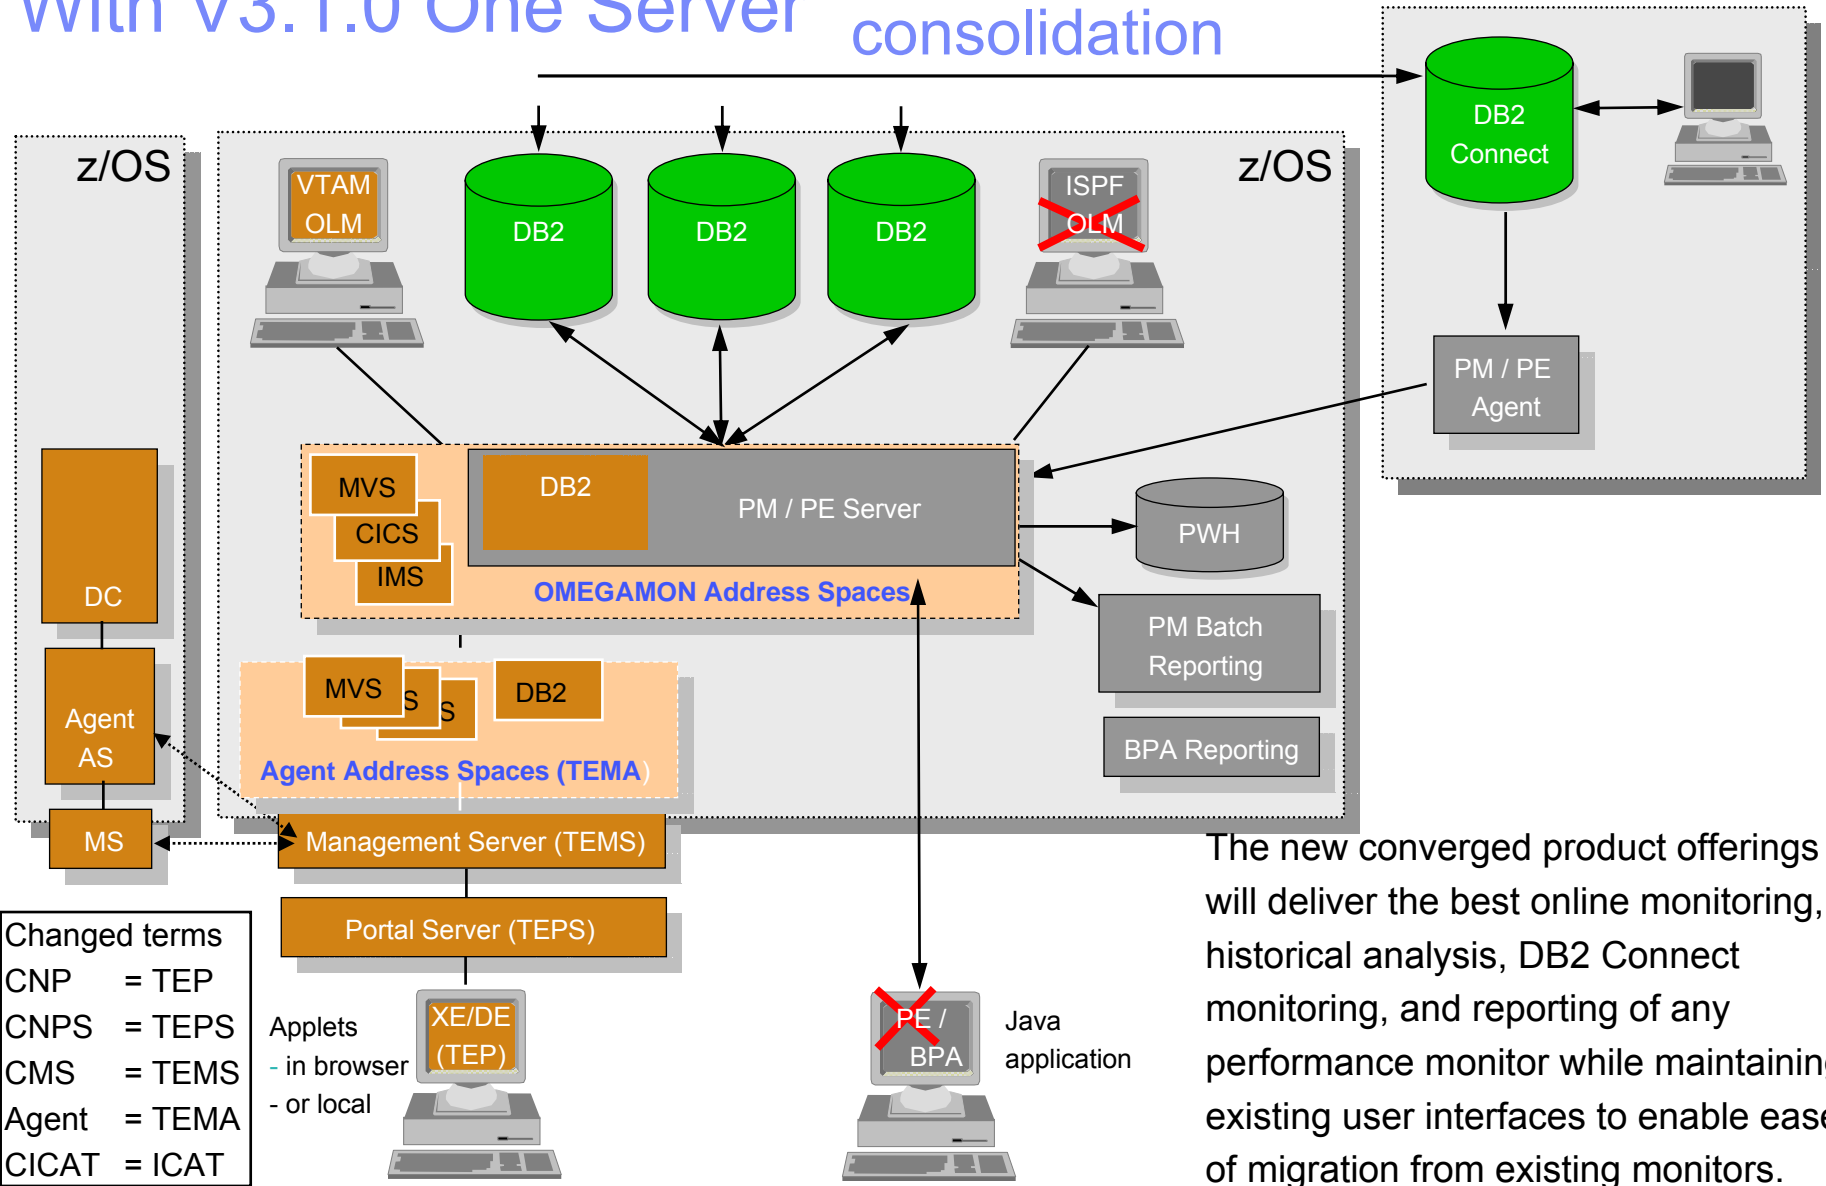 With V3.1.0 One Server
consolidation
z/OS
VTAM
OLM
DB2
DB2
DB2
ISPF
OLM
z/OS
DB2
Connect
PM / PE
Agent
MVS
CICS
IMS
DB2
PM / PE Server
OMEGAMON Address Spaces
PWH
PM Batch
Reporting
BPA Reporting
DC
Agent
AS
MS
MVS
S
S
DB2
Agent Address Spaces (TEMA)
Management Server (TEMS)
Portal Server (TEPS)
XE/DE
(TEP)
Applets
- in browser
- or local
PE /
BPA
Java
application
Changed terms
CNP = TEP
CNPS = TEPS
CMS = TEMS
Agent = TEMA
CICAT = ICAT
The new converged product offerings
will deliver the best online monitoring,
historical analysis, DB2 Connect
monitoring, and reporting of any
performance monitor while maintaining
existing user interfaces to enable ease
of migration from existing monitors.